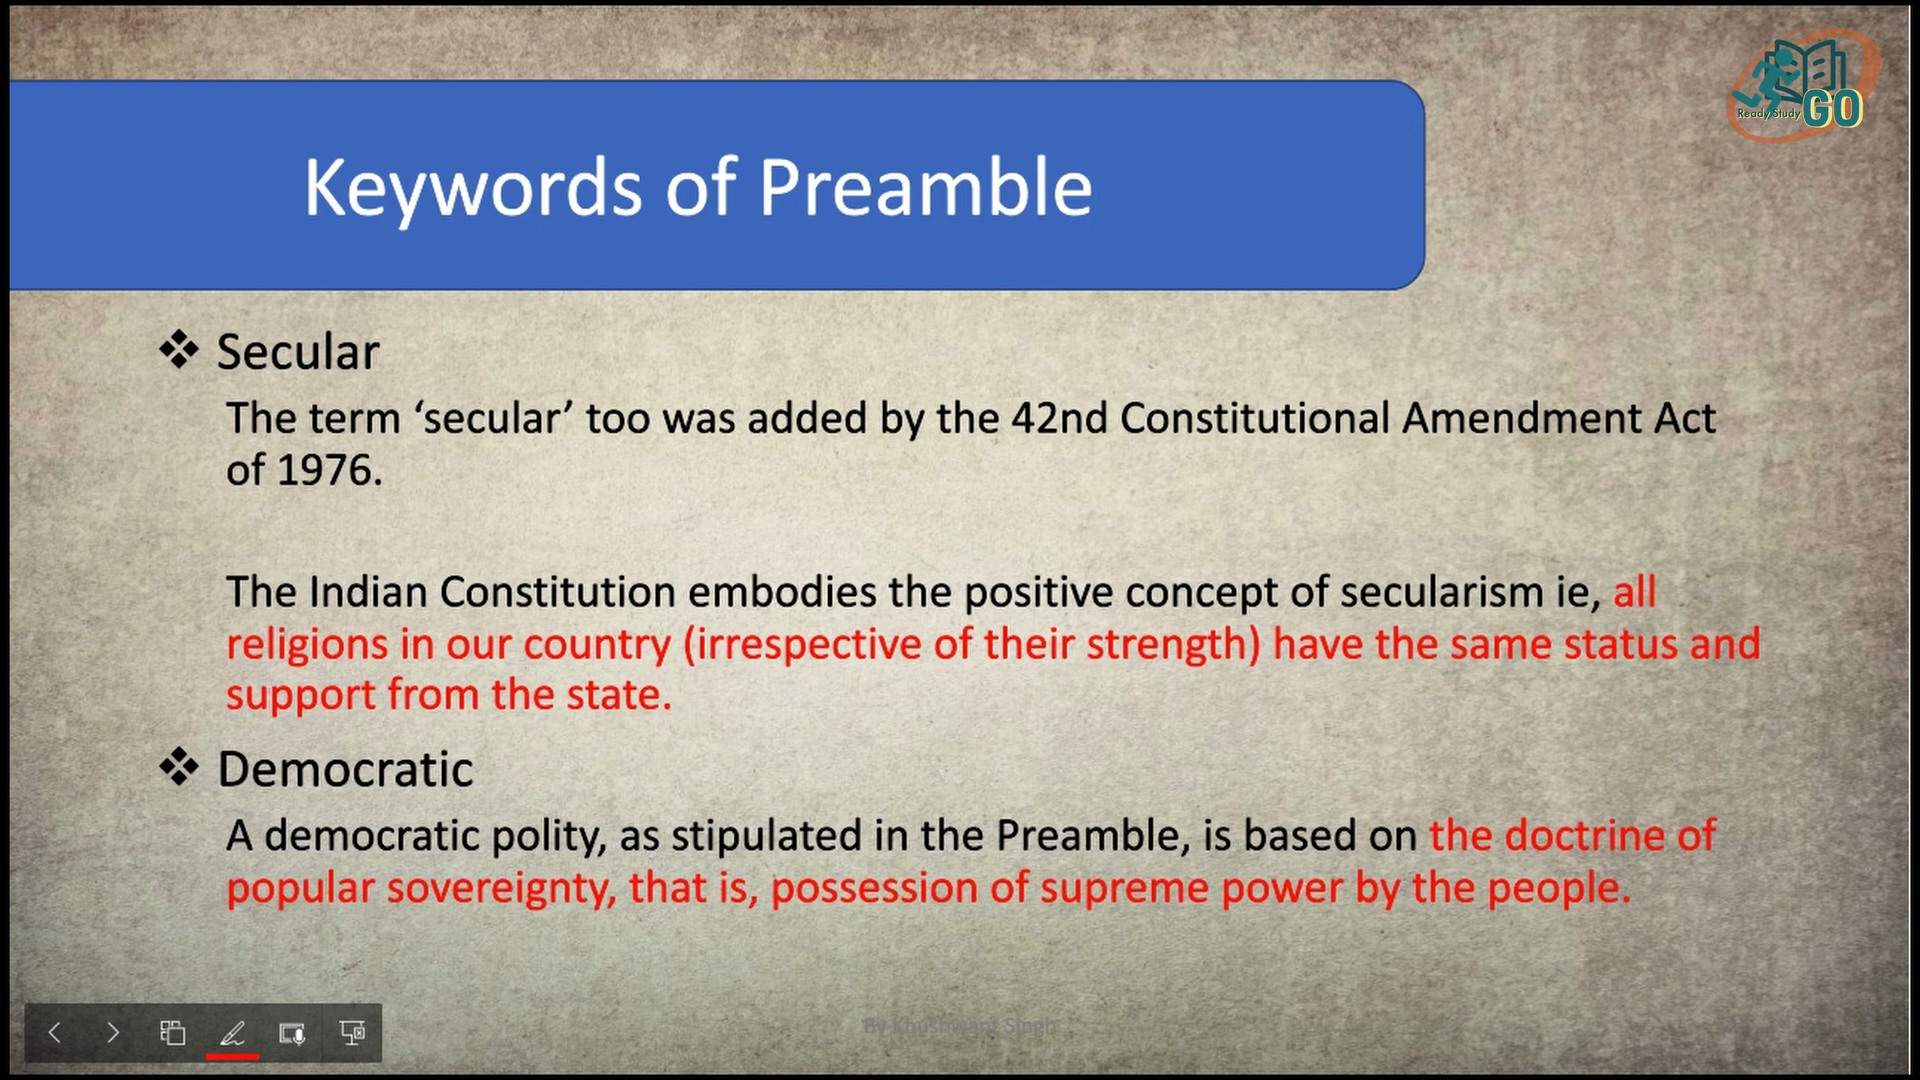 Ready Study GO
Keywords of Preamble
❖ Secular
The term ‘secular’ too was added by the 42nd Constitutional Amendment Act
of 1976.
The Indian Constitution embodies the positive concept of secularism ie, all
religions in our country (irrespective of their strength) have the same status and
support from the state.
❖ Democratic
A democratic polity, as stipulated in the Preamble, is based on the doctrine of
popular sovereignty, that is, possession of supreme power by the people.
By Khushwant Singh